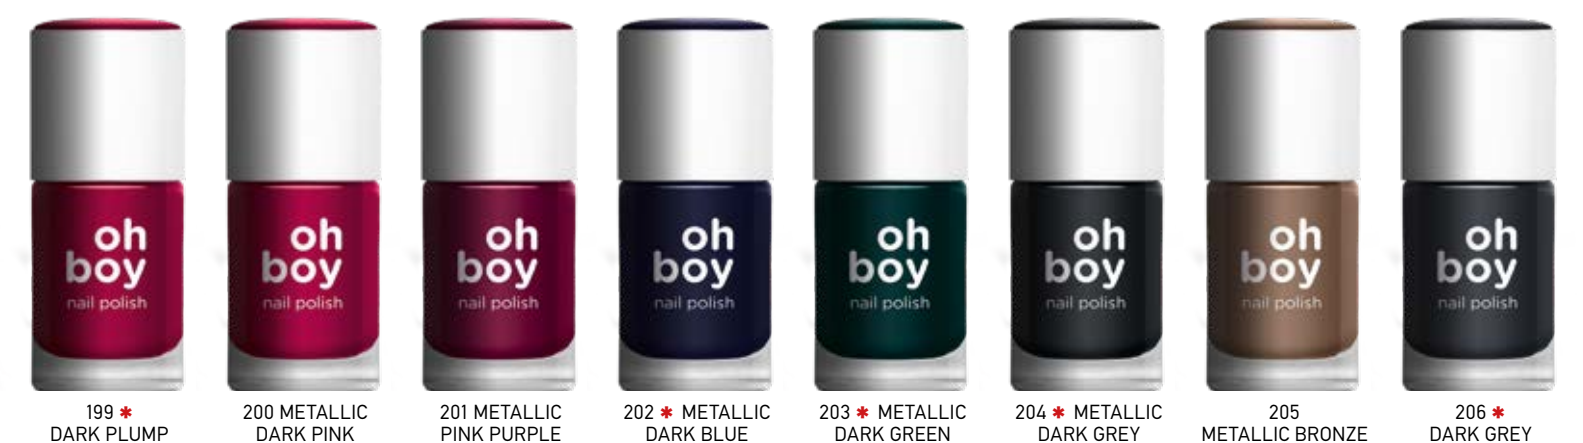 oh
boy
nail polish
oh
boy
nail polish
oh
boy
nail polish
oh
boy
nail polish
oh
boy
nail polish
oh
boy
nail polish
oh
boy
nail polish
oh
boy
nail polish
199 *
DARK PLUMP
200 METALLIC
DARK PINK
201 METALLIC
PINK PURPLE
202 * METALLIC
DARK BLUE
203 * METALLIC
DARK GREEN
204 * METALLIC
DARK GREY
205
METALLIC BRONZE
206 *
DARK GREY